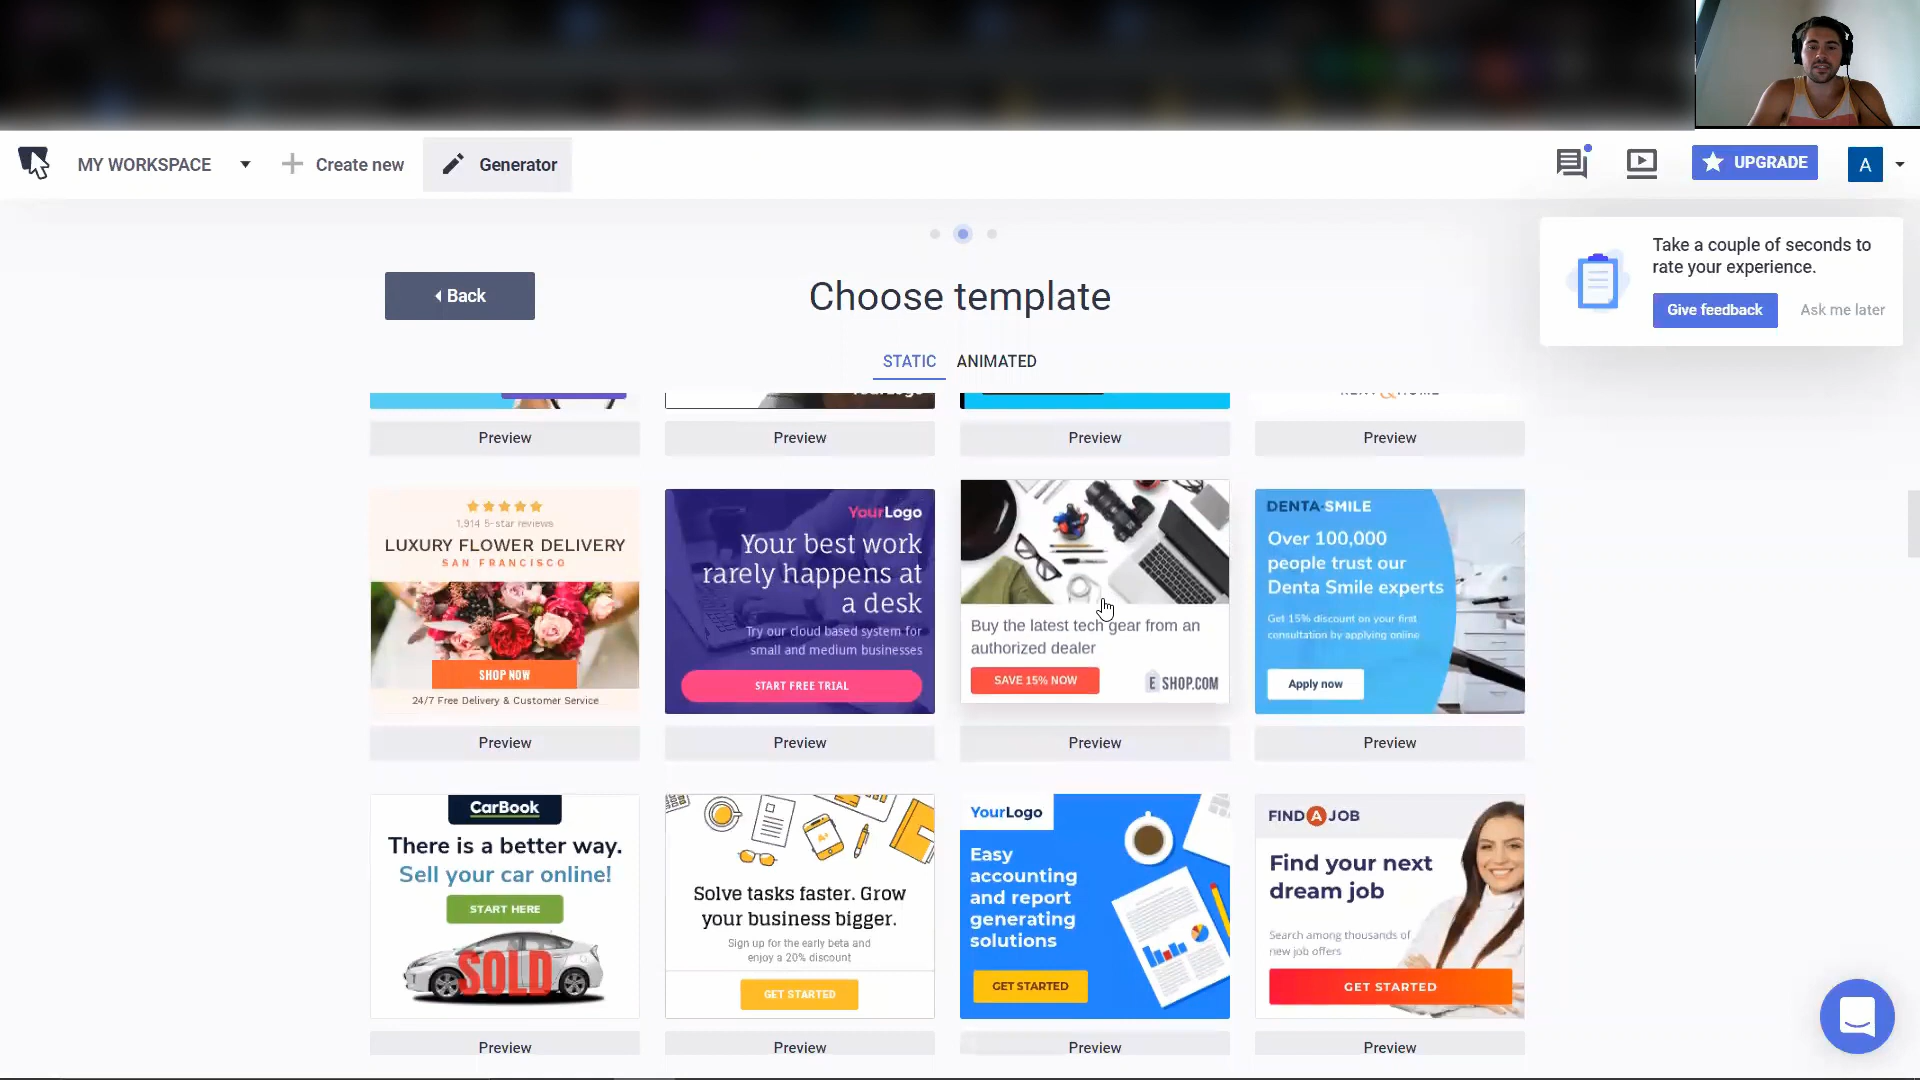 MY WORKSPACE
Create new
Generator
UPGRADE
A
Take a couple of seconds to
rate your experience.
Give feedback
Ask me later
Back
Choose template
STATIC
ANIMATED
Preview
Preview
Preview
Preview
1,914 5-star reviews
LUXURY FLOWER DELIVERY
SAN FRANCISCO
SHOP NOW
24/7 Free Delivery & Customer Service
YourLogo
Your best work
rarely happens at
a desk
Try our cloud based system for
small and medium businesses
START FREE TRIAL
Buy the latest tech gear from an
authorized dealer
SAVE 15% NOW
E SHOP.COM
DENTA-SMILE
Over 100,000
people trust our
Denta Smile experts
Get 15% discount on your first
consultation by applying online
Apply now
Preview
Preview
Preview
Preview
CarBook
There is a better way.
Sell your car online!
START HERE
SOLD
A+
Solve tasks faster. Grow
your business bigger.
Sign up for the early beta and
enjoy a 20% discount
GET STARTED
YourLogo
Easy
accounting
and report
generating
solutions
GET STARTED
FIND A JOB
Find your next
dream job
Search among thousands of
new job offers
GET STARTED
Preview
Preview
Preview
Preview